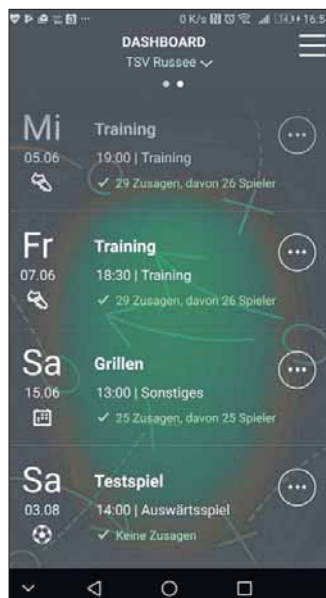 0 K/s
DASHBOARD
TSV Russee
Mi
Training
05.06
19:00 | Training
29 Zusagen, davon 26 Spieler
Fr
Training
07.06
18:30 | Training
29 Zusagen, davon 26 Spieler
Sa
Grillen
15.06
13:00 | Sonstiges
25 Zusagen, davon 25 Spieler
Sa
Testspiel
03.08
14:00 | Auswärtsspiel
Keine Zusagen